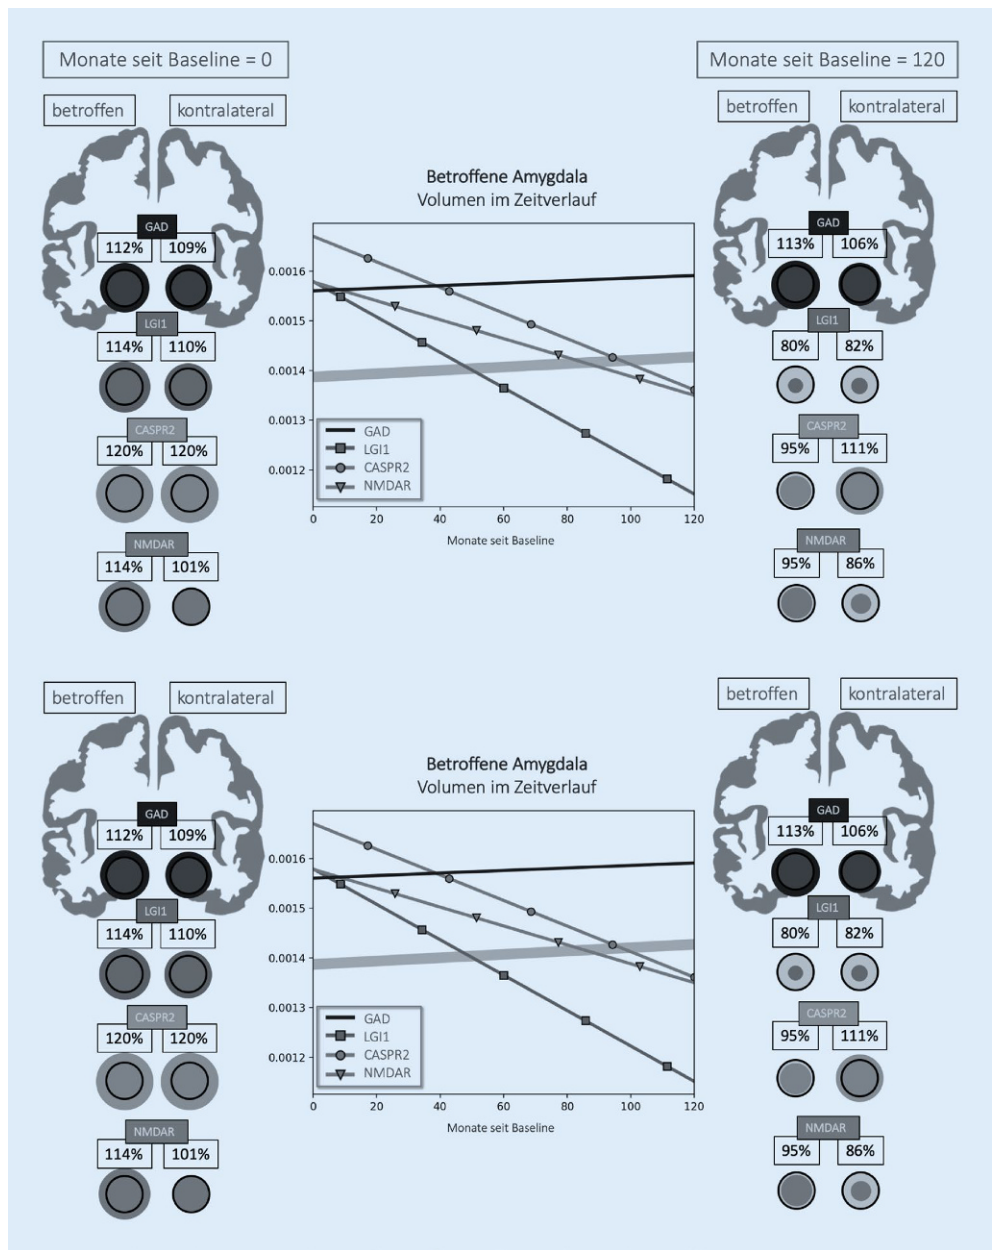 Monate seit Baseline = 0
Monate seit Baseline = 120
betroffen
kontralateral
betroffen
kontralateral
GAD
112%
109%
LGI1
114%
110%
CASPR2
120%
120%
NMDAR
114%
101%
Betroffene Amygdala
Volumen im Zeitverlauf
0.0016
0.0015
0.0014
0.0013
0.0012
GAD
LGI1
CASPR2
NMDAR
0
20
40
60
80
100
120
Monate seit Baseline
GAD
113%
106%
LGI1
80%
82%
CASPR2
95%
111%
NMDAR
95%
86%
betroffen
kontralateral
betroffen
kontralateral
GAD
112%
109%
LGI1
114%
110%
CASPR2
120%
120%
NMDAR
114%
101%
Betroffene Amygdala
Volumen im Zeitverlauf
0.0016
0.0015
0.0014
0.0013
0.0012
GAD
LGI1
CASPR2
NMDAR
0
20
40
60
80
100
120
Monate seit Baseline
GAD
113%
106%
LGI1
80%
82%
CASPR2
95%
111%
NMDAR
95%
86%